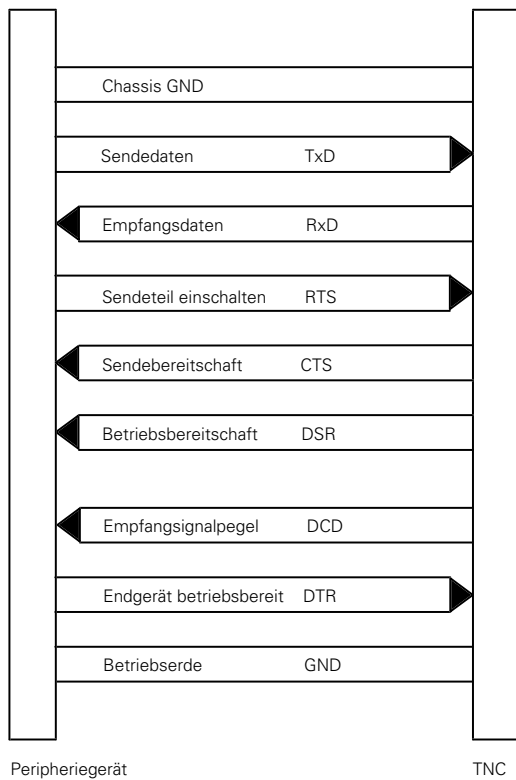 Chassis GND
Sendedaten TxD
Empfangsdaten RxD
Sendeteil einschalten RTS
Sendebereitschaft CTS
Betriebsbereitschaft DSR
Empfangsignalpegel DCD
Endgerät betriebsbereit DTR
Betriebserde GND
Peripheriegerät TNC